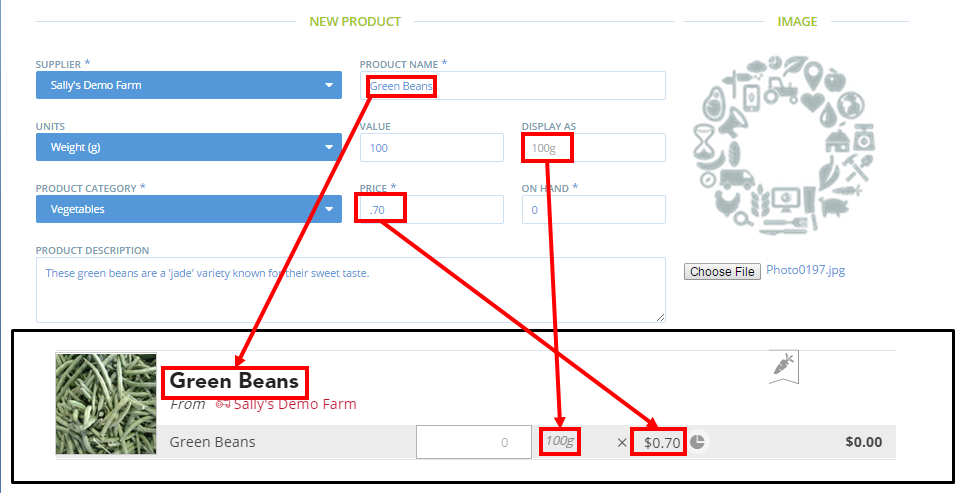 NEW PRODUCT
IMAGE
SUPPLIER *
PRODUCT NAME *
Sally's Demo Farm
Green Beans
UNITS
VALUE
DISPLAY AS
Weight (g)
100
100g
PRODUCT CATEGORY *
PRICE *
ON HAND *
Vegetables
.70
0
PRODUCT DESCRIPTION
These green beans are a 'jade' variety known for their sweet taste.
Choose File Photo0197.jpg
Green Beans
From Sally's Demo Farm
Green Beans 0 100g × $0.70 $0.00